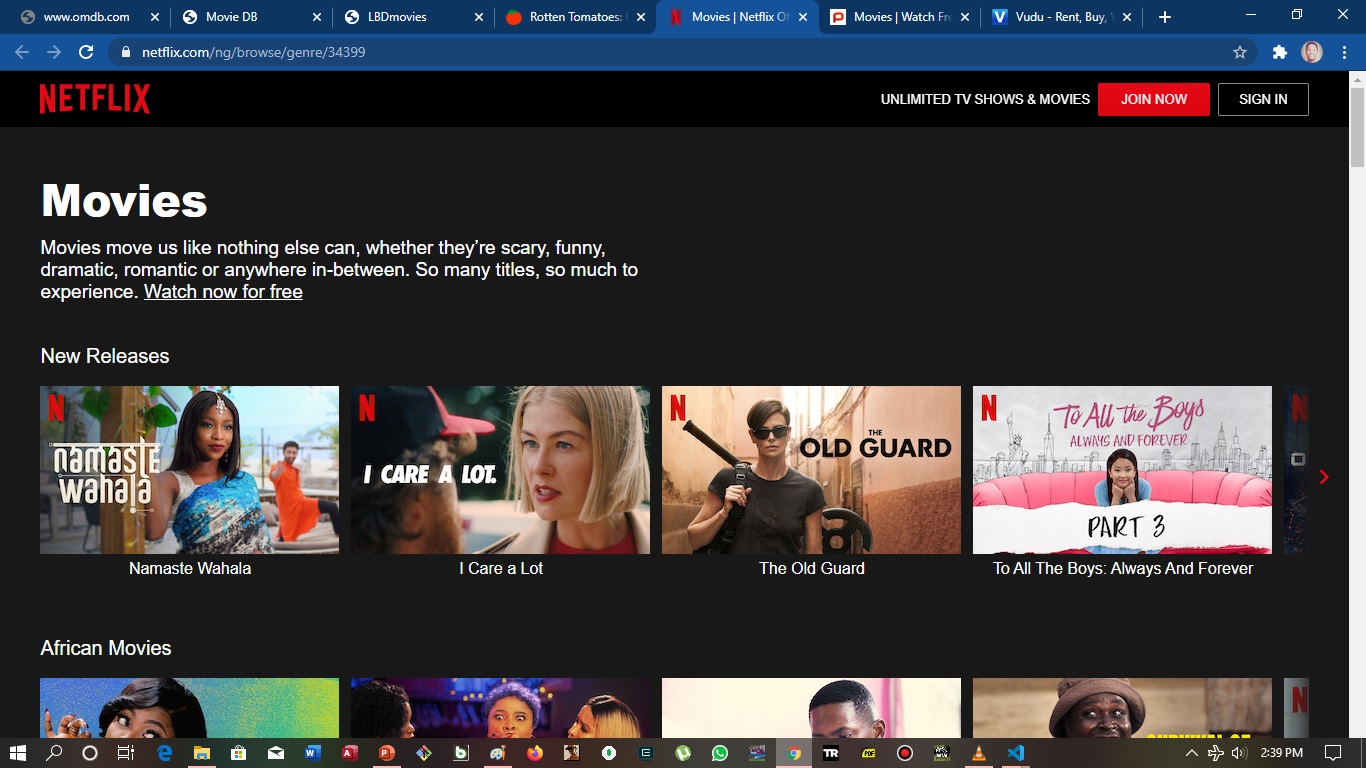 www.omdb.com
Movie DB
LBDmovies
Rotten Tomatoes:
Movies | Netflix Of
Movies | Watch Fre
Vudu - Rent, Buy,
netflix.com/ng/browse/genre/34399
NETFLIX
UNLIMITED TV SHOWS & MOVIES
JOIN NOW
SIGN IN
Movies
Movies move us like nothing else can, whether they’re scary, funny,
dramatic, romantic or anywhere in-between. So many titles, so much to
experience. Watch now for free
New Releases
N
namaste
wahala
N
I CARE A LOT.
N
THE
OLD GUARD
N
To All the Boys
ALWAYS AND FOREVER
PART 3
N
Namaste Wahala
I Care a Lot
The Old Guard
To All The Boys: Always And Forever
African Movies
N
SURVIVAL OF
TR
PDF
2:39 PM